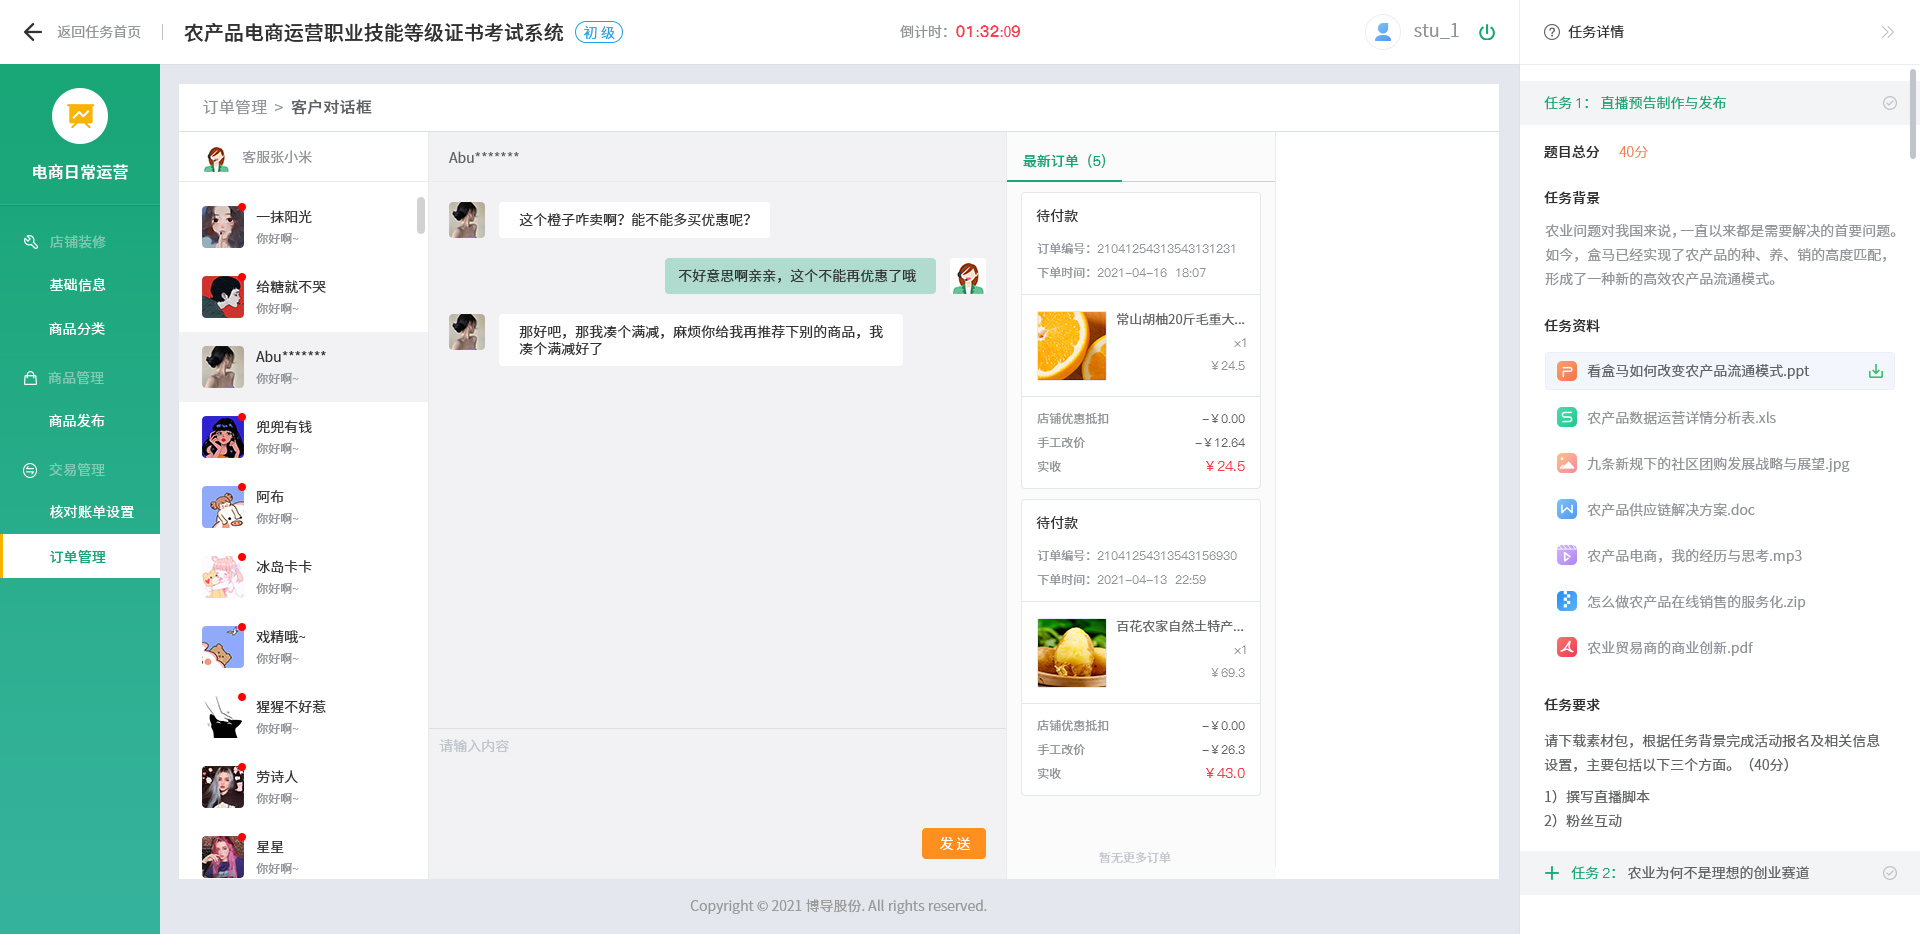 返回任务首页
农产品电商运营职业技能等级证书考试系统
初 级
倒计时：01:32:09
stu_1
任务详情
电商日常运营
店铺装修
基础信息
商品分类
商品管理
商品发布
交易管理
核对账单设置
订单管理
订单管理 > 客户对话框
客服张小米
一抹阳光
你好啊~
给糖就不哭
你好啊~
Abu*******
你好啊~
兜兜有钱
你好啊~
阿布
你好啊~
冰岛卡卡
你好啊~
戏精哦~
你好啊~
猩猩不好惹
你好啊~
劳诗人
你好啊~
星星
你好啊~
Abu*******
这个橙子咋卖啊？能不能多买优惠呢？
不好意思啊亲亲，这个不能再优惠了哦
那好吧，那我凑个满减，麻烦你给我再推荐下别的商品，我
凑个满减好了
请输入内容
发 送
最新订单（5）
待付款
订单编号：21041254313543131231
下单时间：2021-04-16 18:07
常山胡柚20斤毛重大...
×1
¥ 24.5
店铺优惠抵扣 -¥0.00
手工改价 -¥12.64
实收 ¥24.5
待付款
订单编号：21041254313543156930
下单时间：2021-04-13 22:59
百花农家自然土特产...
×1
¥ 69.3
店铺优惠抵扣 -¥0.00
手工改价 -¥26.3
实收 ¥43.0
暂无更多订单
Copyright © 2021 博导股份. All rights reserved.
任务 1： 直播预告制作与发布
题目总分 40分
任务背景
农业问题对我国来说，一直以来都是需要解决的首要问题。
如今，盒马已经实现了农产品的种、养、销的高度匹配，
形成了一种新的高效农产品流通模式。
任务资料
看盒马如何改变农产品流通模式.ppt
农产品数据运营详情分析表.xls
九条新规下的社区团购发展战略与展望.jpg
农产品供应链解决方案.doc
农产品电商，我的经历与思考.mp3
怎么做农产品在线销售的服务化.zip
农业贸易商的商业创新.pdf
任务要求
请下载素材包，根据任务背景完成活动报名及相关信息
设置，主要包括以下三个方面。（40分）
1）撰写直播脚本
2）粉丝互动
任务 2： 农业为何不是理想的创业赛道